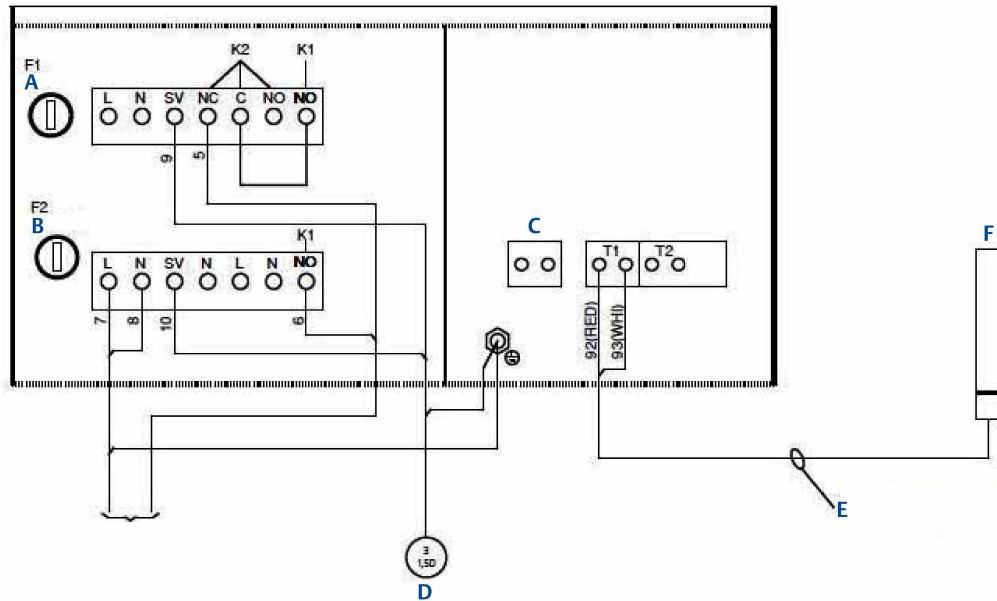 K2 K1
F1
A
L N SV NC C NO NO
9 5
F2
B
K1
L N SV N L N NO
7 8 10 6
C
T1 T2
92(RED) 93(WHI)
F
E
3
1,5D
D